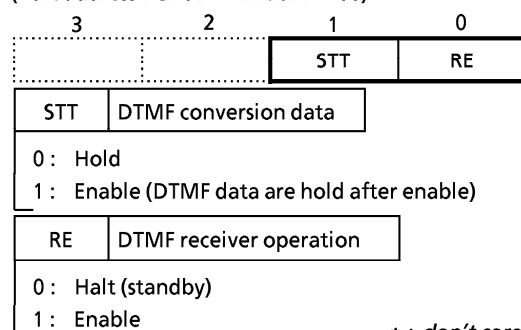 3 2 1 0
STT RE
STT DTMF conversion data
0 : Hold
1 : Enable (DTMF data are hold after enable)
RE DTMF receiver operation
0 : Halt (standby)
1 : Enable
don't care